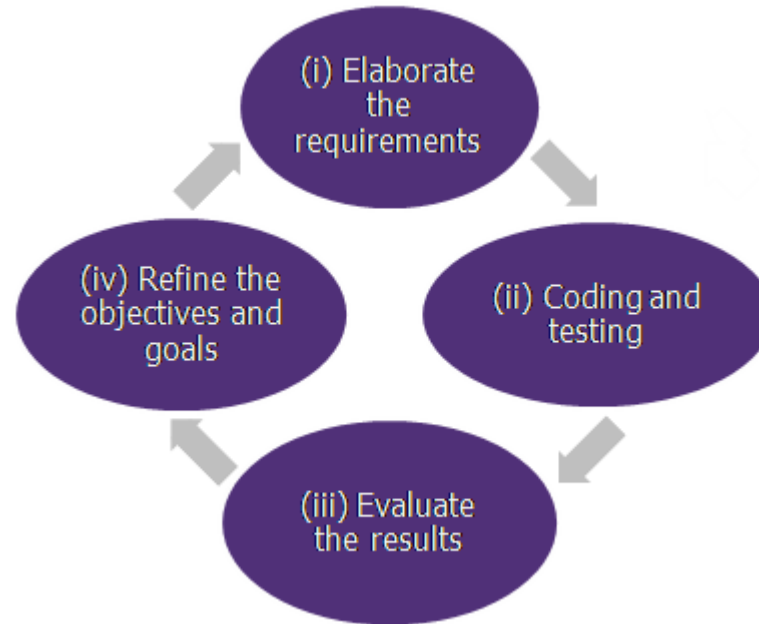 (i) Elaborate
the
requirements
(ii) Coding and
testing
(iii) Evaluate
the results
(iv) Refine the
objectives and
goals